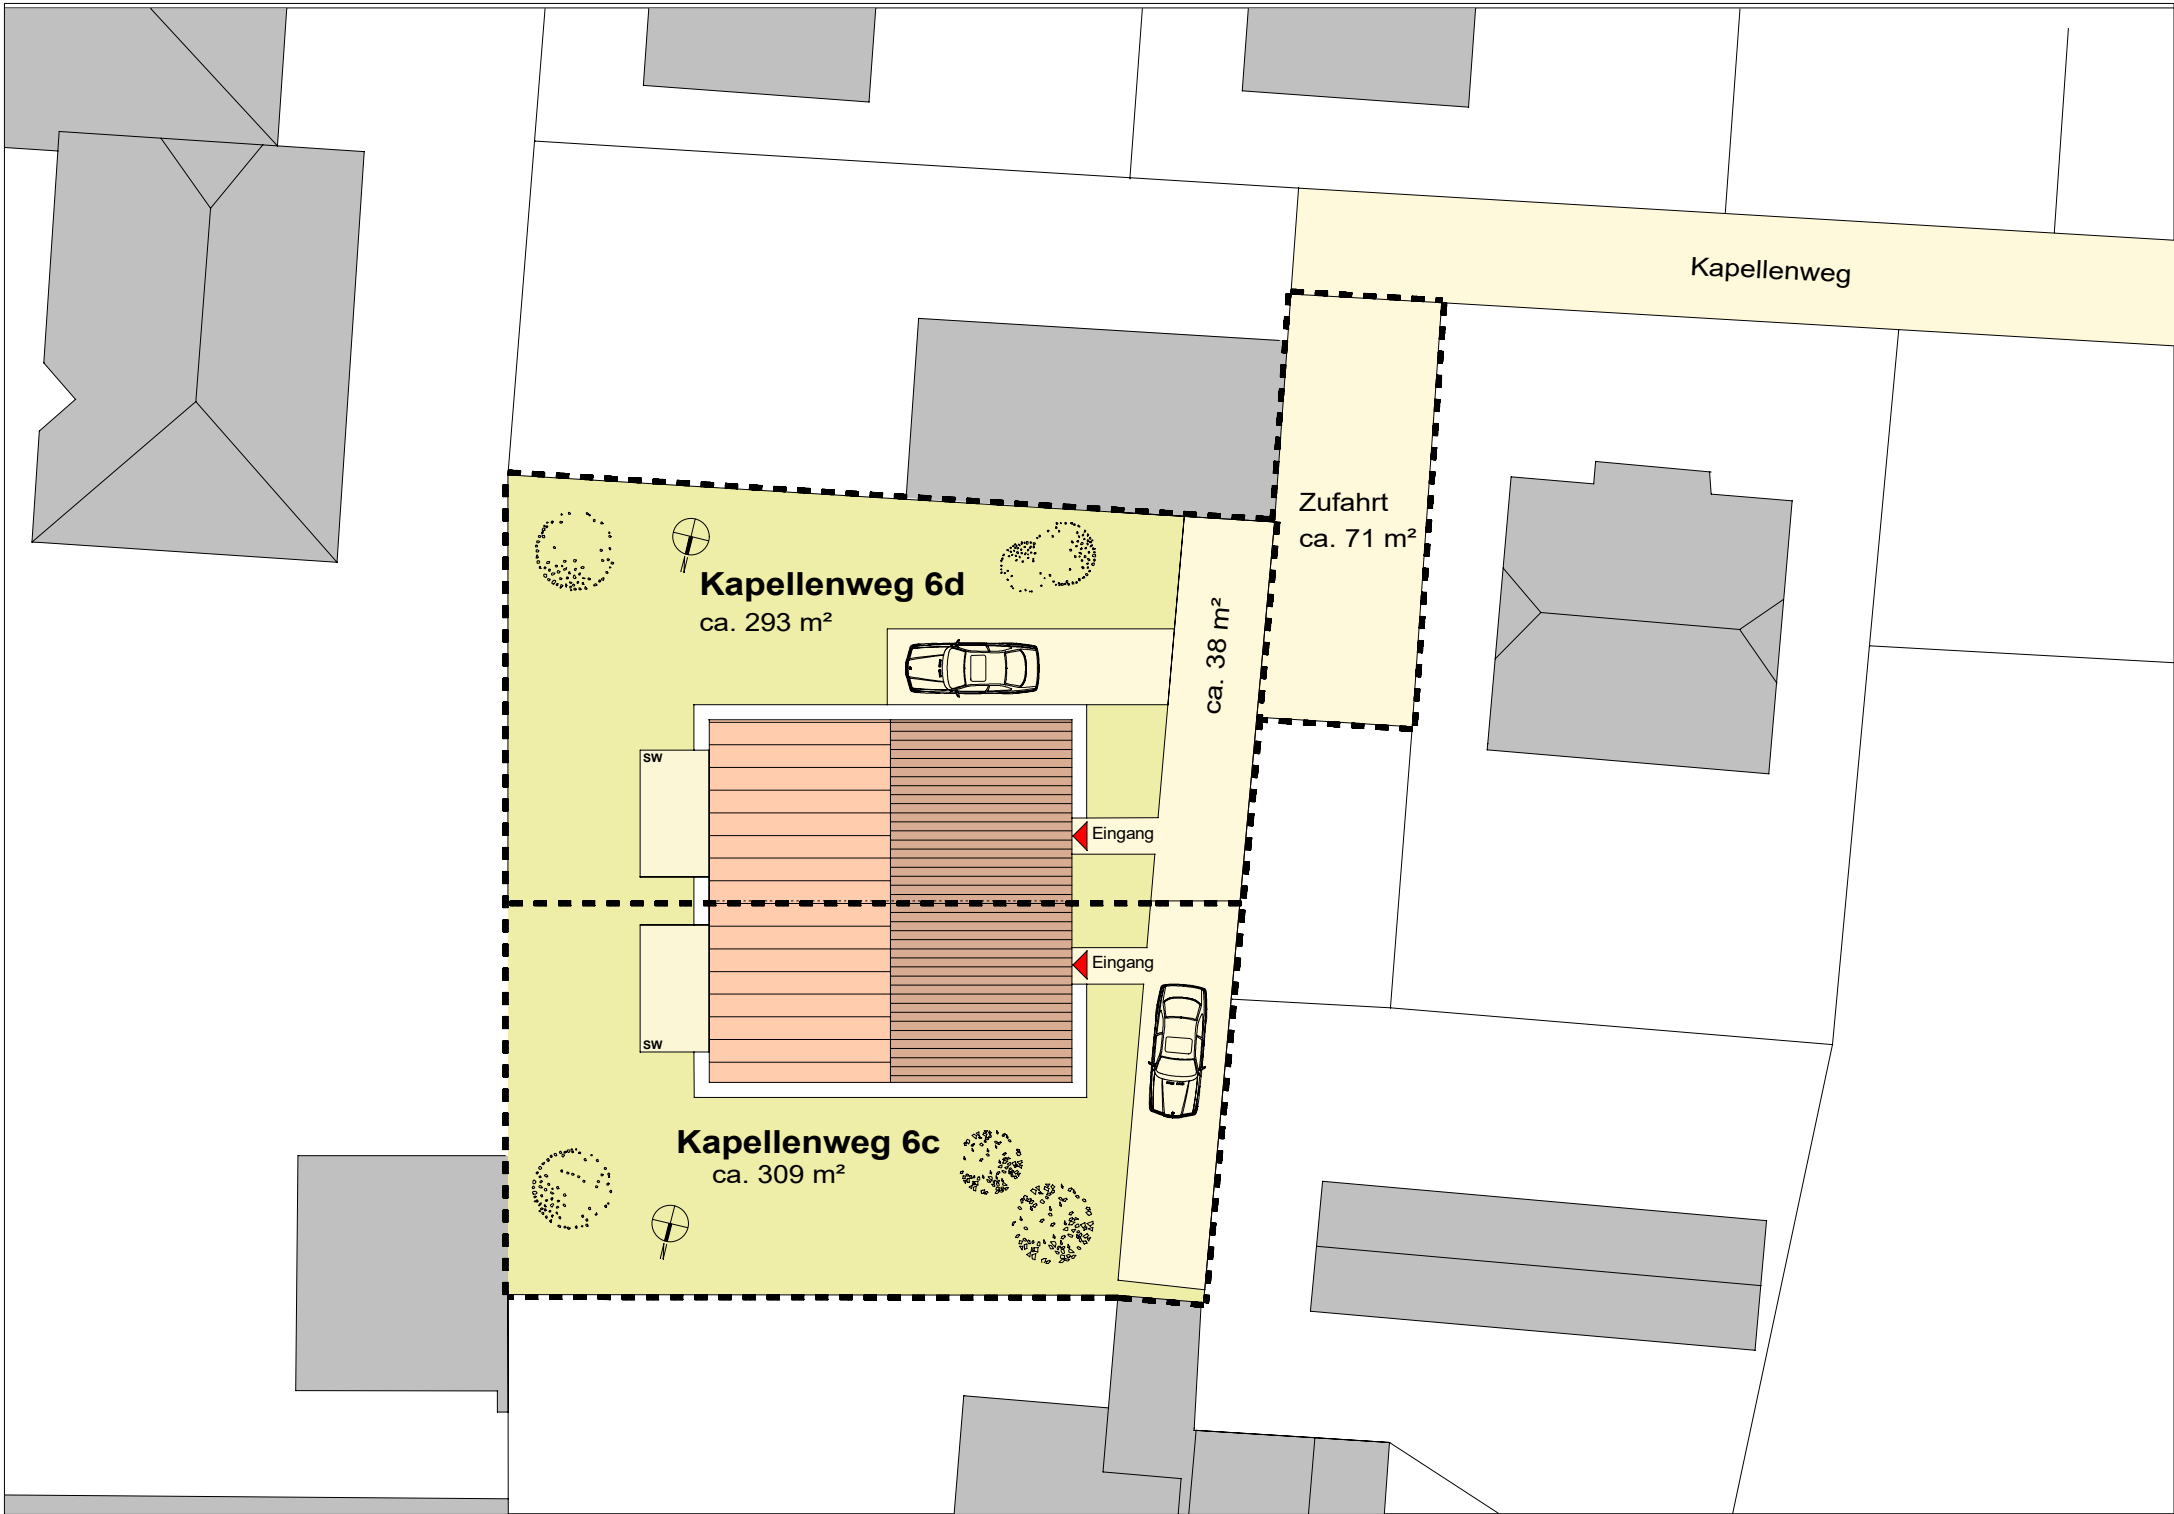 Kapellenweg
Zufahrt
ca. 71 m²
Kapellenweg 6d
ca. 293 m²
ca. 38 m²
SW
Eingang
Eingang
SW
Kapellenweg 6c
ca. 309 m²